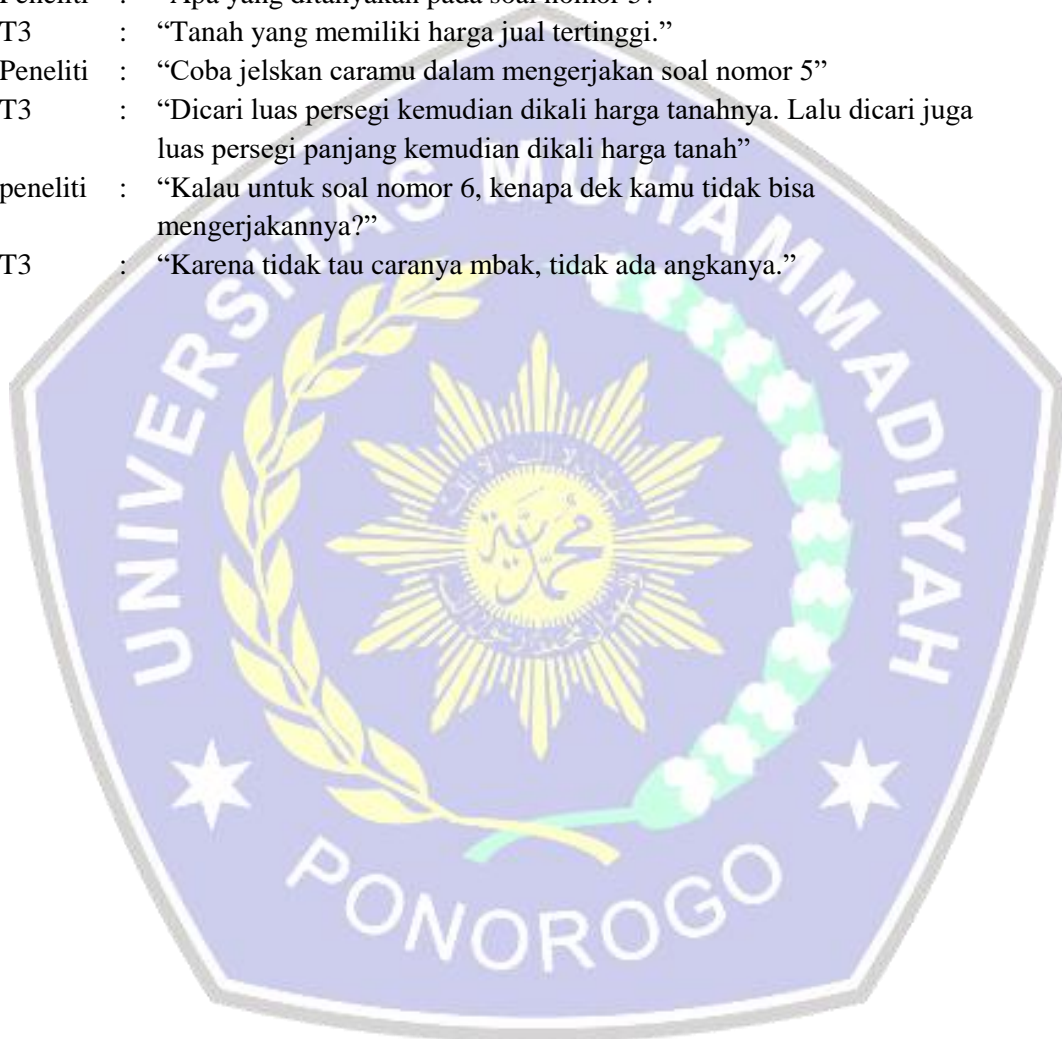 Peneliti : “Apa yang ditanyakan pada soal nomor 5?”
T3 : “Tanah yang memiliki harga jual tertinggi.”
Peneliti : “Coba jelskan caramu dalam mengerjakan soal nomor 5”
T3 : “Dicari luas persegi kemudian dikali harga tanahnya. Lalu dicari juga
luas persegi panjang kemudian dikali harga tanah”
peneliti : “Kalau untuk soal nomor 6, kenapa dek kamu tidak bisa
mengerjakannya?”
T3 : “Karena tidak tau caranya mbak, tidak ada angkanya.”
UNIVERSITAS MUHAMMADIYAH
محمدية
PONOROGO